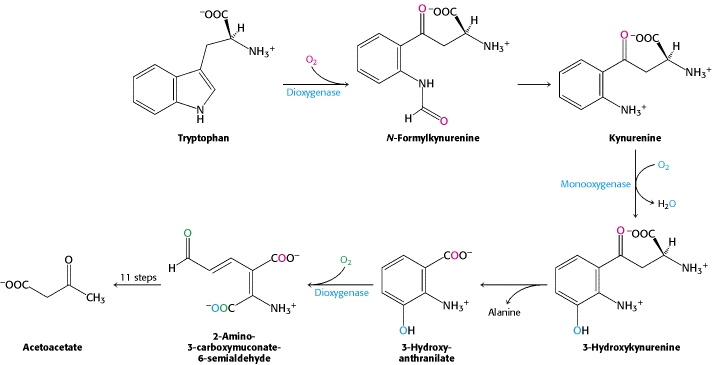 ⁻OOC
H
NH₃⁺
N
H
Tryptophan
O₂
Dioxygenase
O
⁻OOC
H
NH₃⁺
NH
H
O
N-Formylkynurenine
O
⁻OOC
H
NH₃⁺
NH₃⁺
Kynurenine
Monooxygenase
O₂
H₂O
O
⁻OOC
H
NH₃⁺
NH₃⁺
OH
3-Hydroxykynurenine
Alanine
COO⁻
NH₃⁺
OH
3-Hydroxy-
anthranilate
O₂
Dioxygenase
O
H
COO⁻
⁻OOC
NH₃⁺
2-Amino-
3-carboxymuconate-
6-semialdehyde
11 steps
O
⁻OOC
CH₃
Acetoacetate